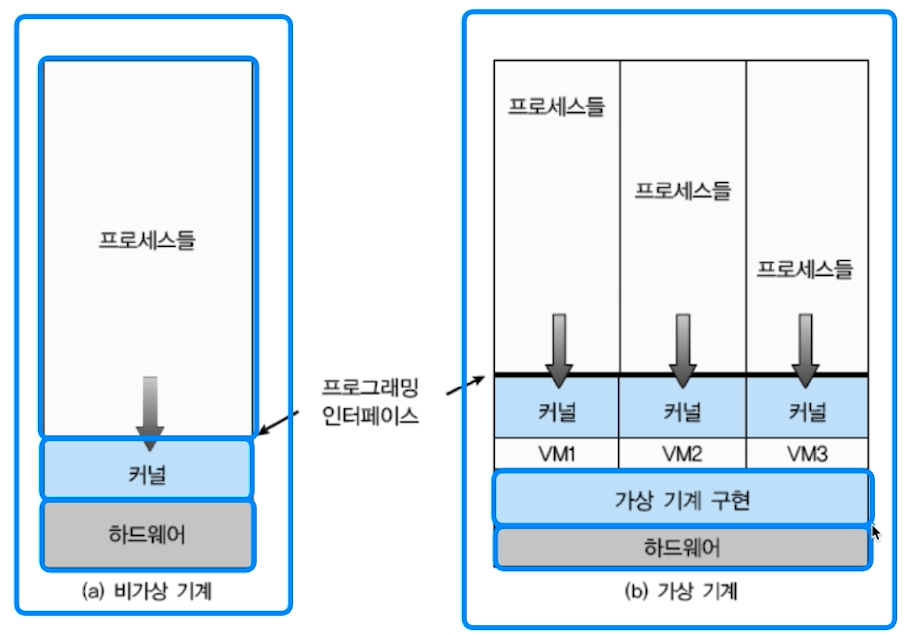 프로세스들
커널
하드웨어
(a) 비가상 기계
프로그래밍
인터페이스
프로세스들
프로세스들
프로세스들
커널
커널
커널
VM1
VM2
VM3
가상 기계 구현
하드웨어
(b) 가상 기계